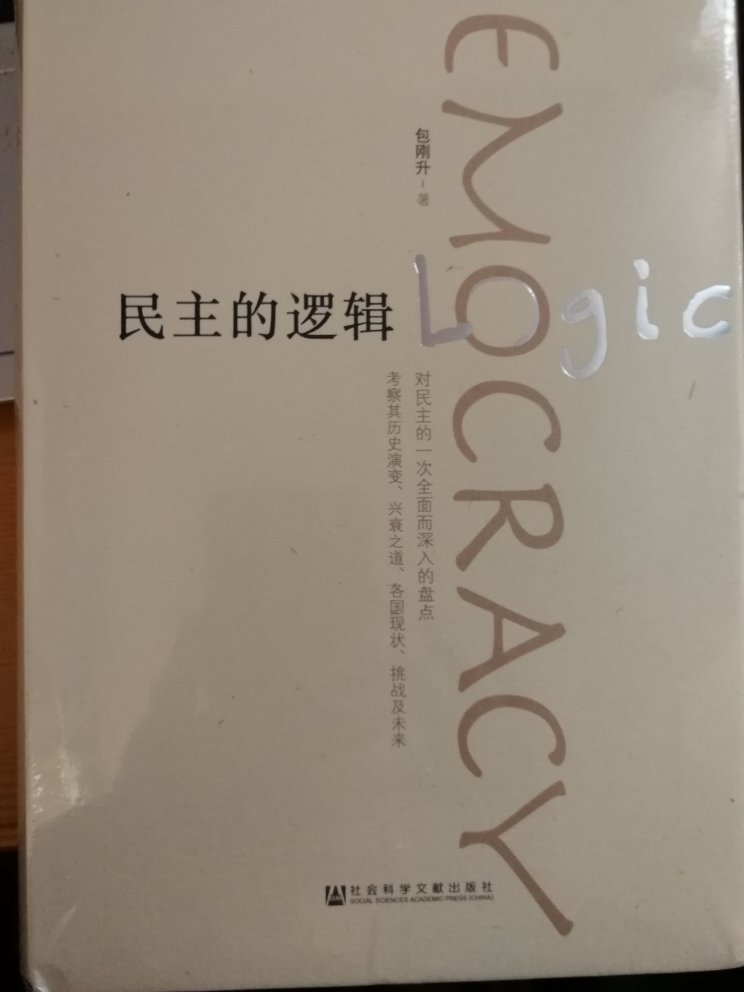 EMOCRACY
包刚升 - 著
民主的逻辑
Logic
对民主的一次全面而深入的盘点
考察其历史演变、兴衰之道、各国现状、挑战及未来
社会科学文献出版社
SOCIAL SCIENCES ACADEMIC PRESS (CHINA)